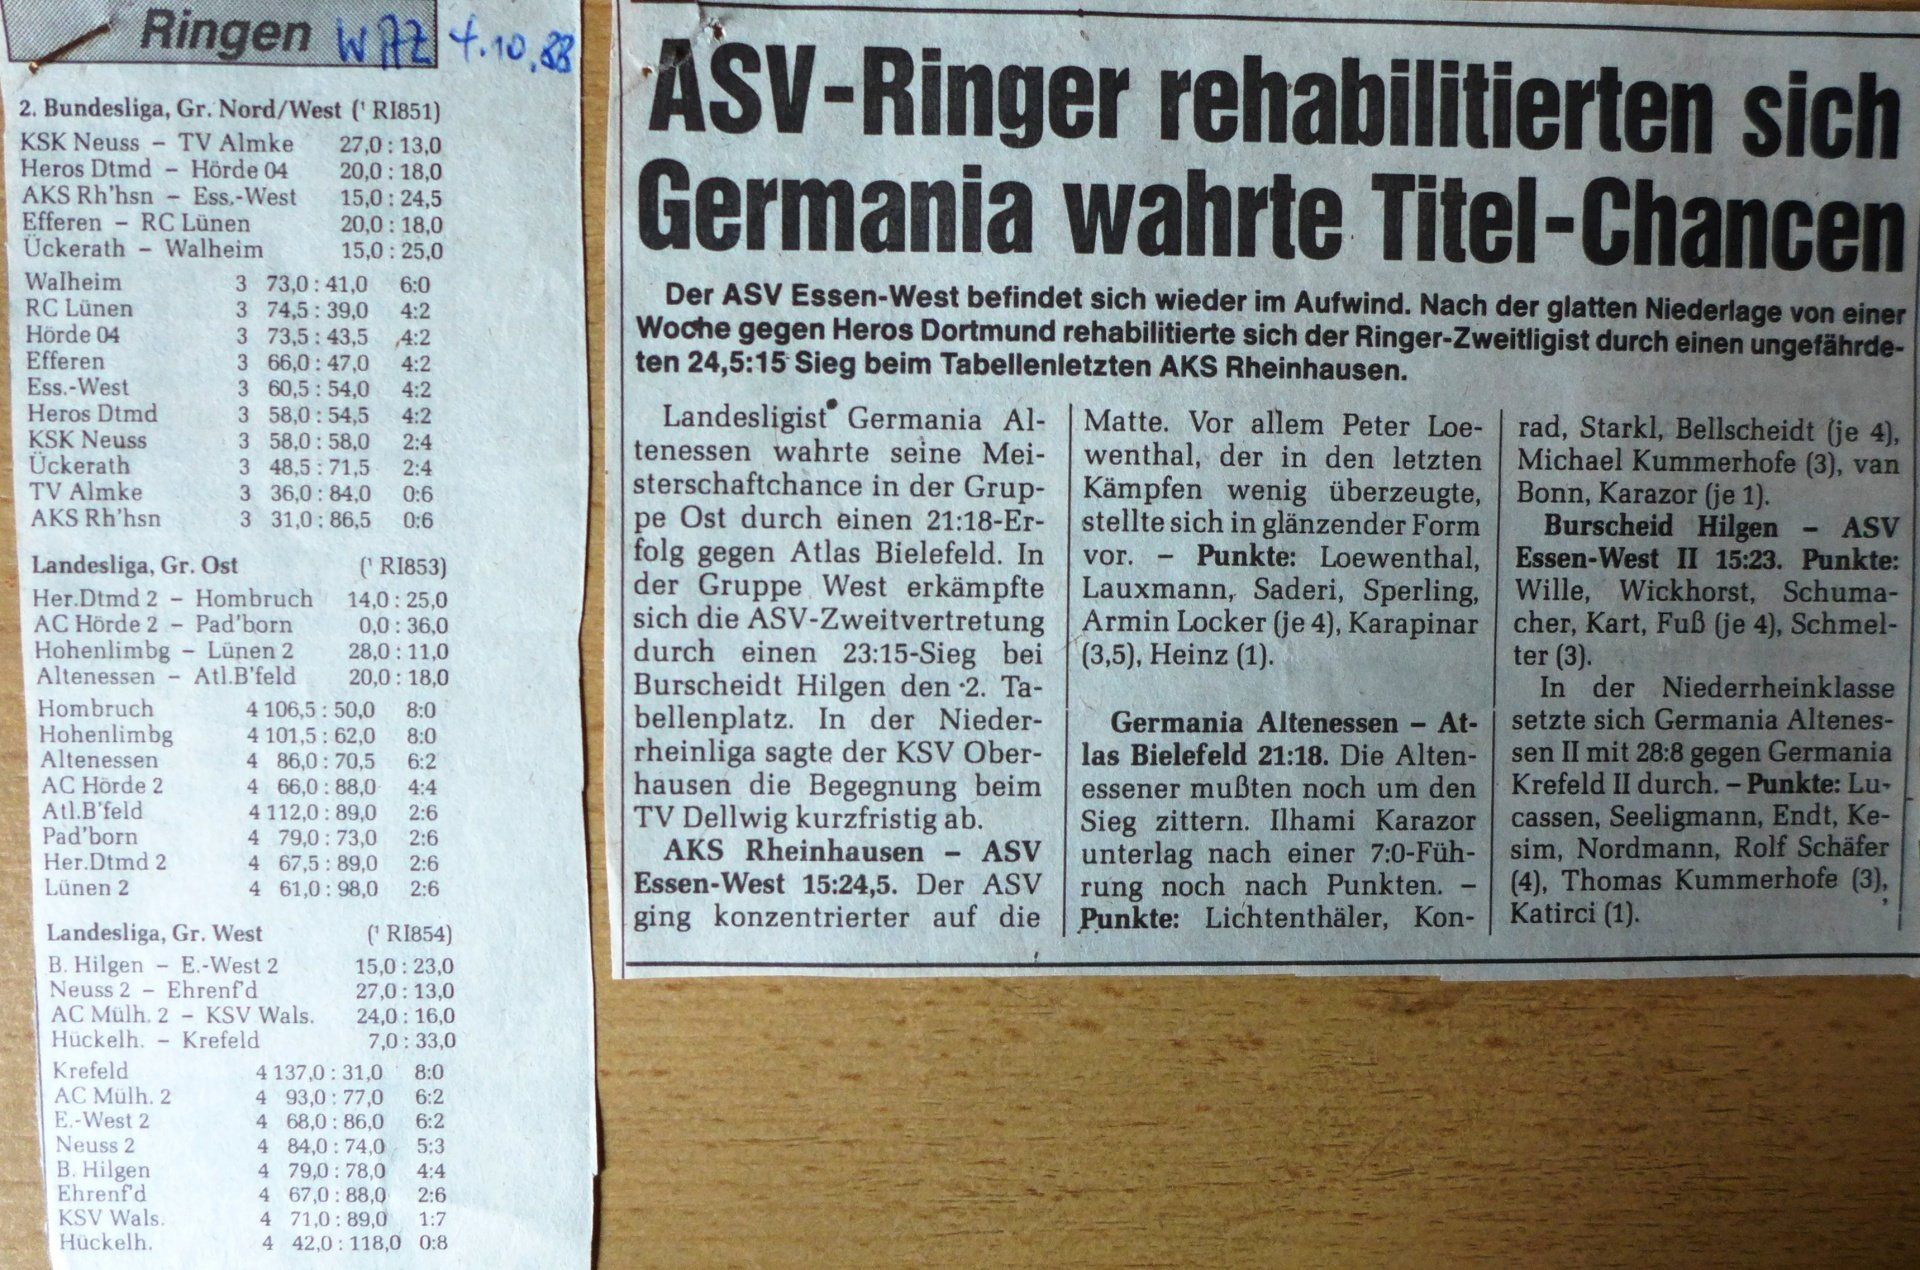 Ringen WAZ 4.10.88
2. Bundesliga, Gr. Nord/West (' RI851)
KSK Neuss – TV Almke 27,0 : 13,0
Heros Dtmd – Hörde 04 20,0 : 18,0
AKS Rh'hsn – Ess.-West 15,0 : 24,5
Efferen – RC Lünen 20,0 : 18,0
Ückerath – Walheim 15,0 : 25,0
Walheim 3 73,0 : 41,0 6:0
RC Lünen 3 74,5 : 39,0 4:2
Hörde 04 3 73,5 : 43,5 4:2
Efferen 3 66,0 : 47,0 4:2
Ess.-West 3 60,5 : 54,0 4:2
Heros Dtmd 3 58,0 : 54,5 4:2
KSK Neuss 3 58,0 : 58,0 2:4
Ückerath 3 48,5 : 71,5 2:4
TV Almke 3 36,0 : 84,0 0:6
AKS Rh'hsn 3 31,0 : 86,5 0:6
Landesliga, Gr. Ost (' RI853)
Her.Dtmd 2 – Hombruch 14,0 : 25,0
AC Hörde 2 – Pad'born 0,0 : 36,0
Hohenlimbg – Lünen 2 28,0 : 11,0
Altenessen – Atl.B'feld 20,0 : 18,0
Hombruch 4 106,5 : 50,0 8:0
Hohenlimbg 4 101,5 : 62,0 8:0
Altenessen 4 86,0 : 70,5 6:2
AC Hörde 2 4 66,0 : 88,0 4:4
Atl.B'feld 4 112,0 : 89,0 2:6
Pad'born 4 79,0 : 73,0 2:6
Her.Dtmd 2 4 67,5 : 89,0 2:6
Lünen 2 4 61,0 : 98,0 2:6
Landesliga, Gr. West (' RI854)
B. Hilgen – E.-West 2 15,0 : 23,0
Neuss 2 – Ehrenf'd 27,0 : 13,0
AC Mülh. 2 – KSV Wals. 24,0 : 16,0
Hückelh. – Krefeld 7,0 : 33,0
Krefeld 4 137,0 : 31,0 8:0
AC Mülh. 2 4 93,0 : 77,0 6:2
E.-West 2 4 68,0 : 86,0 6:2
Neuss 2 4 84,0 : 74,0 5:3
B. Hilgen 4 79,0 : 78,0 4:4
Ehrenf'd 4 67,0 : 88,0 2:6
KSV Wals. 4 71,0 : 89,0 1:7
Hückelh. 4 42,0 : 118,0 0:8
ASV-Ringer rehabilitierten sich
Germania wahrte Titel-Chancen
Der ASV Essen-West befindet sich wieder im Aufwind. Nach der glatten Niederlage von einer
Woche gegen Heros Dortmund rehabilitierte sich der Ringer-Zweitligist durch einen ungefährde-
ten 24,5:15 Sieg beim Tabellenletzten AKS Rheinhausen.
Landesligist Germania Al-
tenessen wahrte seine Mei-
sterschaftchance in der Grup-
pe Ost durch einen 21:18-Er-
folg gegen Atlas Bielefeld. In
der Gruppe West erkämpfte
sich die ASV-Zweitvertretung
durch einen 23:15-Sieg bei
Burscheidt Hilgen den 2. Ta-
bellenplatz. In der Nieder-
rheinliga sagte der KSV Ober-
hausen die Begegnung beim
TV Dellwig kurzfristig ab.
AKS Rheinhausen – ASV
Essen-West 15:24,5. Der ASV
ging konzentrierter auf die
Matte. Vor allem Peter Loe-
wenthal, der in den letzten
Kämpfen wenig überzeugte,
stellte sich in glänzender Form
vor. – Punkte: Loewenthal,
Lauxmann, Saderi, Sperling,
Armin Locker (je 4), Karapinar
(3,5), Heinz (1).
Germania Altenessen – At-
las Bielefeld 21:18. Die Alten-
essener mußten noch um den
Sieg zittern. Ilhami Karazor
unterlag nach einer 7:0-Füh-
rung noch nach Punkten. –
Punkte: Lichtenthäler, Kon-
rad, Starkl, Bellscheidt (je 4),
Michael Kummerhofe (3), van
Bonn, Karazor (je 1).
Burscheid Hilgen – ASV
Essen-West II 15:23. Punkte:
Wille, Wickhorst, Schuma-
cher, Kart, Fuß (je 4), Schmel-
ter (3).
In der Niederrheinklasse
setzte sich Germania Altenes-
sen II mit 28:8 gegen Germania
Krefeld II durch. – Punkte: Lu-
cassen, Seeligmann, Endt, Ke-
sim, Nordmann, Rolf Schäfer
(4), Thomas Kummerhofe (3),
Katirci (1).